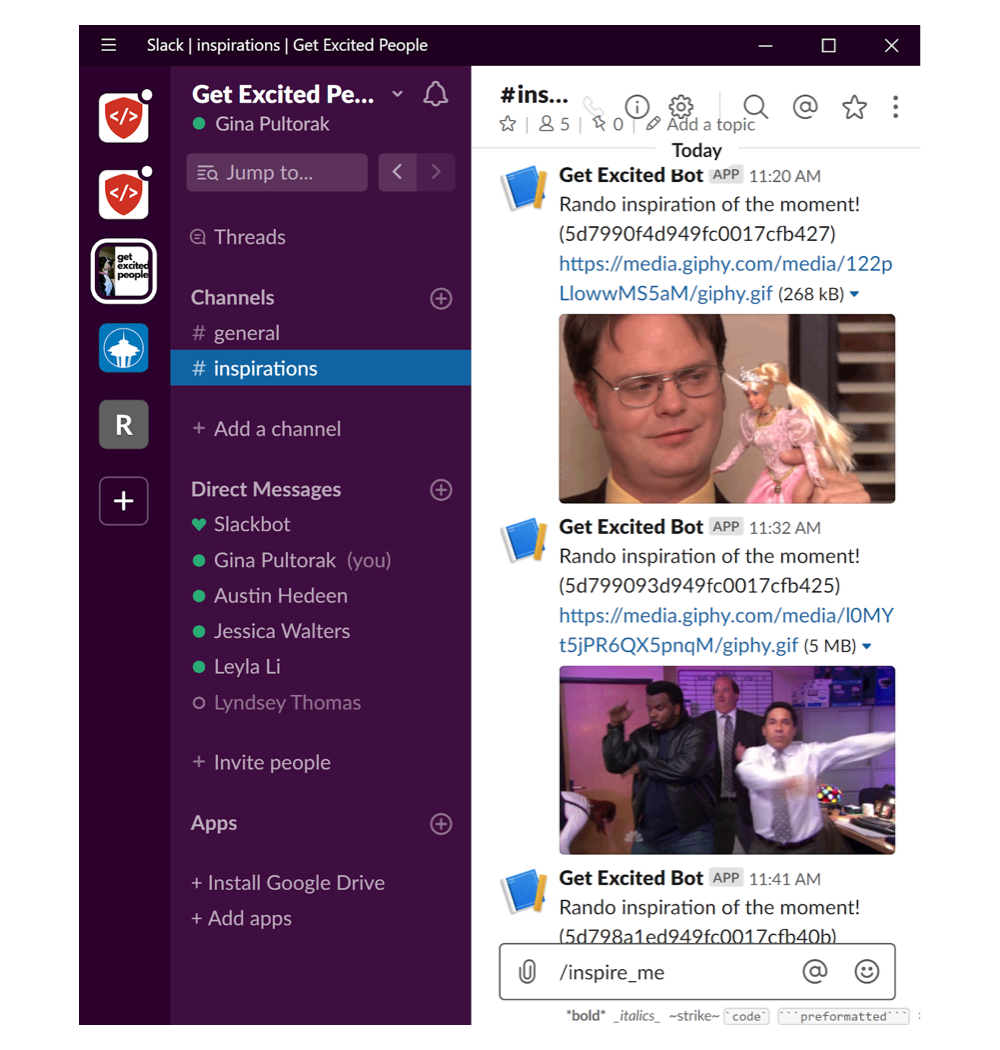 Slack | inspirations | Get Excited People
get
excited
people
R
Get Excited Pe...
Gina Pultorak
Jump to...
Threads
Channels
# general
# inspirations
+ Add a channel
Direct Messages
Slackbot
Gina Pultorak (you)
Austin Hedeen
Jessica Walters
Leyla Li
Lyndsey Thomas
+ Invite people
Apps
+ Install Google Drive
+ Add apps
#ins...
5 | 0 | Add a topic
Today
Get Excited Bot APP 11:20 AM
Rando inspiration of the moment!
(5d7990f4d949fc0017cfb427)
https://media.giphy.com/media/122p
LlowwMS5aM/giphy.gif (268 kB)
Get Excited Bot APP 11:32 AM
Rando inspiration of the moment!
(5d799093d949fc0017cfb425)
https://media.giphy.com/media/l0MY
t5jPR6QX5pnqM/giphy.gif (5 MB)
Get Excited Bot APP 11:41 AM
Rando inspiration of the moment!
(5d798a1ed949fc0017cfb40b)
/inspire_me
*bold* _italics_ ~strike~ `code` ```preformatted```